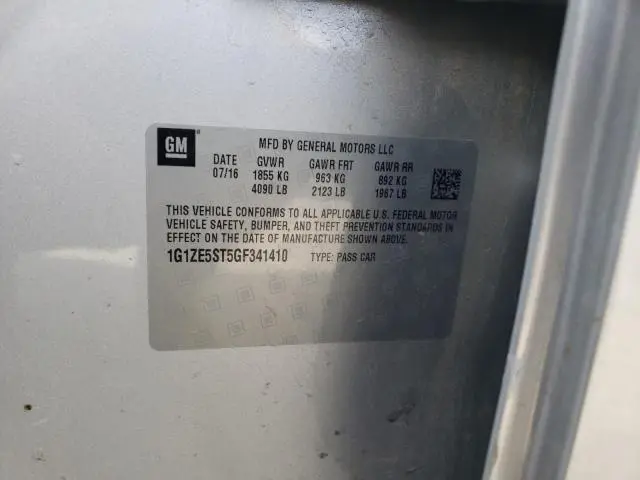 GM
MFD BY GENERAL MOTORS LLC
DATE GVWR GAWR FRT GAWR RR
07/16 1855 KG 963 KG 892 KG
4090 LB 2123 LB 1967 LB
THIS VEHICLE CONFORMS TO ALL APPLICABLE U.S. FEDERAL MOTOR
VEHICLE SAFETY, BUMPER, AND THEFT PREVENTION STANDARDS
IN EFFECT ON THE DATE OF MANUFACTURE SHOWN ABOVE.
1G1ZE5ST5GF341410 TYPE: PASS CAR